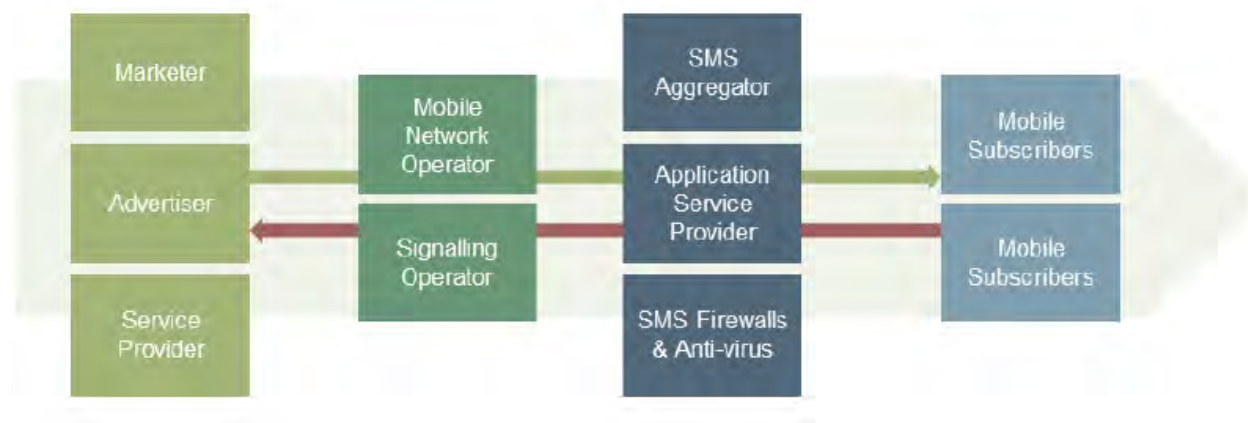 Marketer
Advertiser
Service
Provider
Mobile
Network
Operator
Signalling
Operator
SMS
Aggregator
Application
Service
Provider
SMS Firewalls
& Anti-virus
Mobile
Subscribors
Mobile
Subscribers